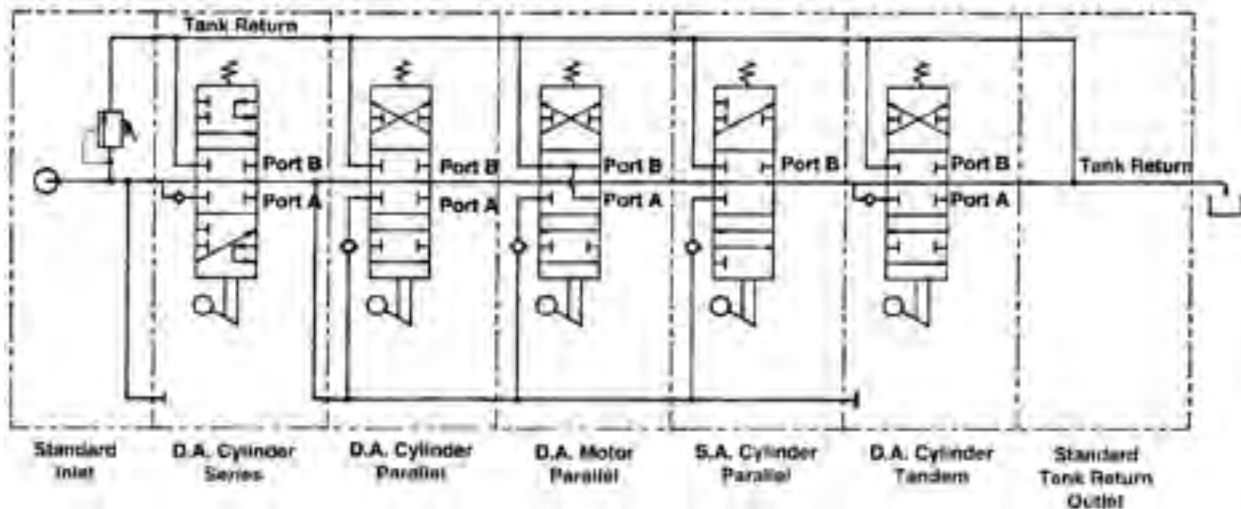 Tank Return
Port B
Port A
Port B
Port A
Port B
Port A
Port B
Port B
Port A
Tank Return
Standard
Inlet
D.A. Cylinder
Series
D.A. Cylinder
Parallel
D.A. Motor
Parallel
S.A. Cylinder
Parallel
D.A. Cylinder
Tandem
Standard
Tank Return
Outlet